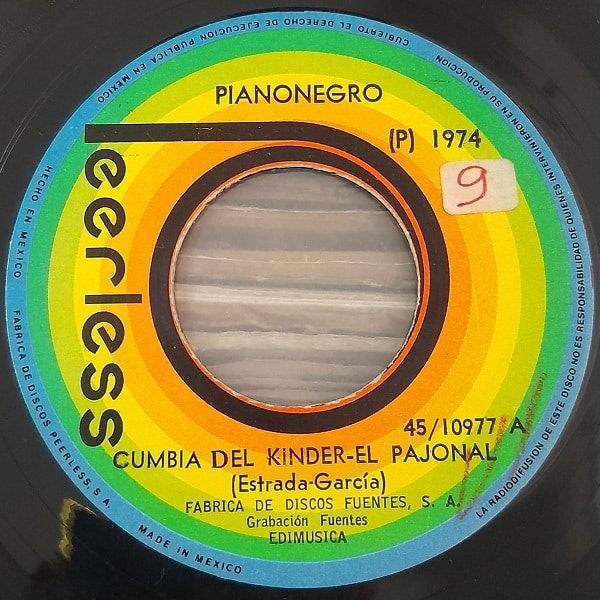 PIANONEGRO
(P) 1974
9
Peerless
45/10977 A
CUMBIA DEL KINDER-EL PAJONAL
(Estrada-García)
FABRICA DE DISCOS FUENTES, S. A.
Grabación Fuentes
EDIMUSICA
MADE IN MEXICO
FABRICA DE DISCOS PEERLESS, S. A.
HECHO EN MEXICO
CUBIERTO EL DERECHO DE EJECUCION PUBLICA EN MEXICO
LA RADIODIFUSION DE ESTE DISCO NO ES RESPONSABILIDAD DE QUIENES INTERVINIERON EN SU PRODUCCION